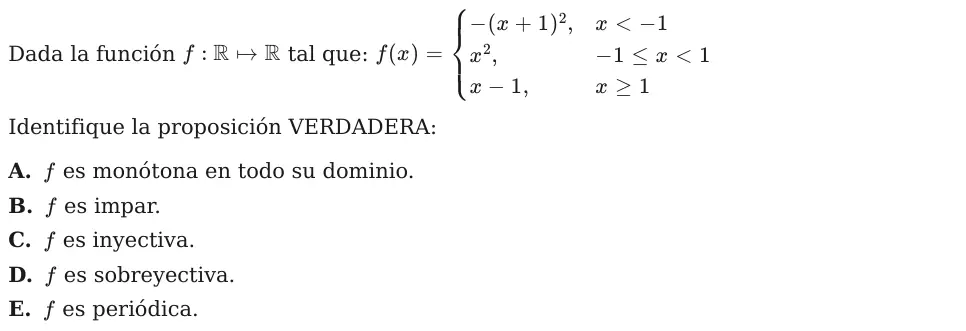 Dada la función f : ℝ ↦ ℝ tal que: f(x) = { −(x + 1)², x < −1
x², −1 ≤ x < 1
x − 1, x ≥ 1
Identifique la proposición VERDADERA:
A. f es monótona en todo su dominio.
B. f es impar.
C. f es inyectiva.
D. f es sobreyectiva.
E. f es periódica.